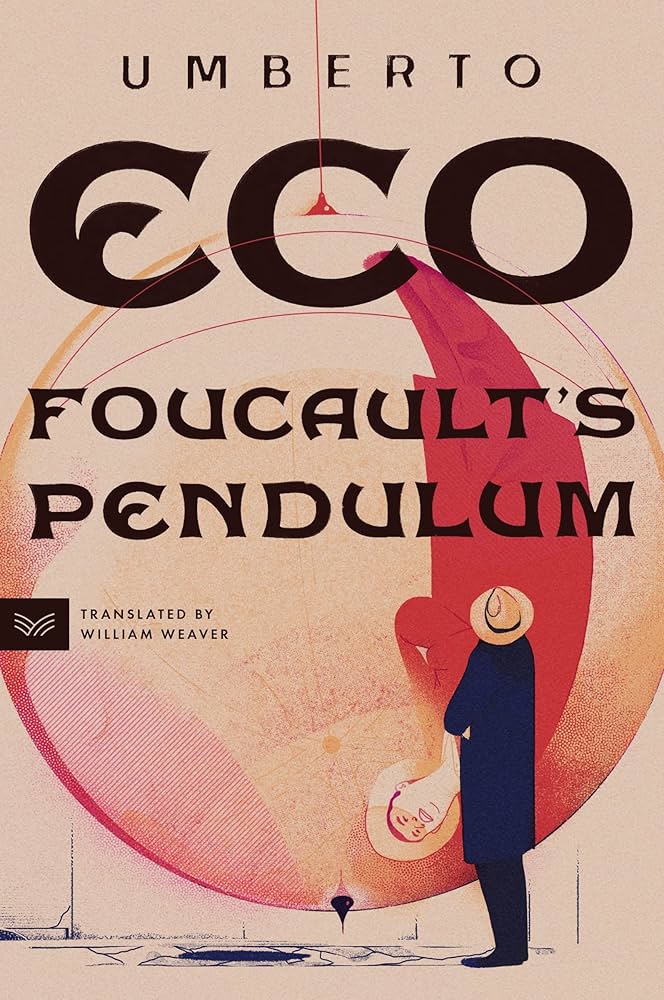 UMBERTO
ECO
FOUCAULT'S
PENDULUM
TRANSLATED BY
WILLIAM WEAVER